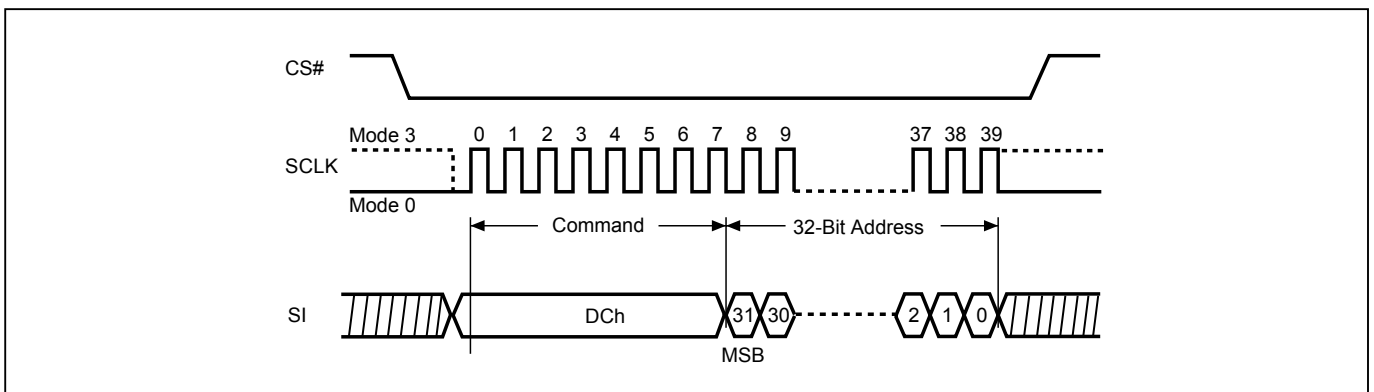 CS#
Mode 3 0 1 2 3 4 5 6 7 8 9 37 38 39
SCLK
Mode 0
Command 32-Bit Address
SI DCh 31 30 2 1 0
MSB